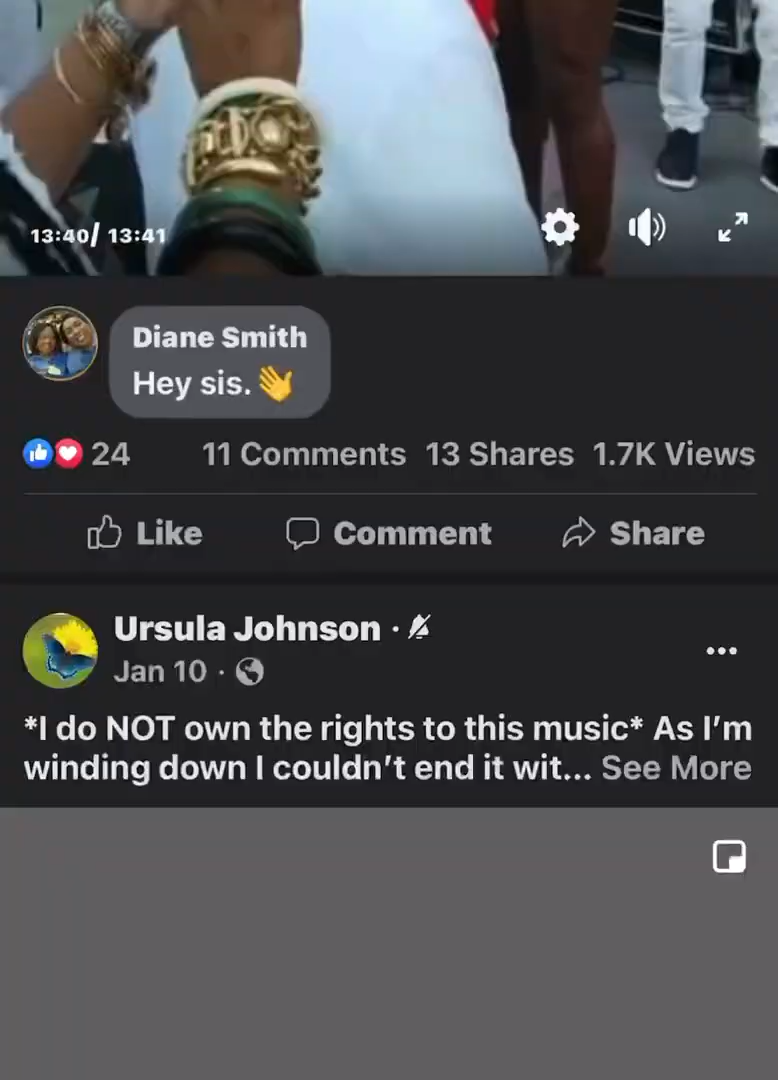 13:40/ 13:41
Diane Smith
Hey sis. 👋
24 11 Comments 13 Shares 1.7K Views
Like Comment Share
Ursula Johnson ·
Jan 10 ·
*I do NOT own the rights to this music* As I’m
winding down I couldn’t end it wit... See More